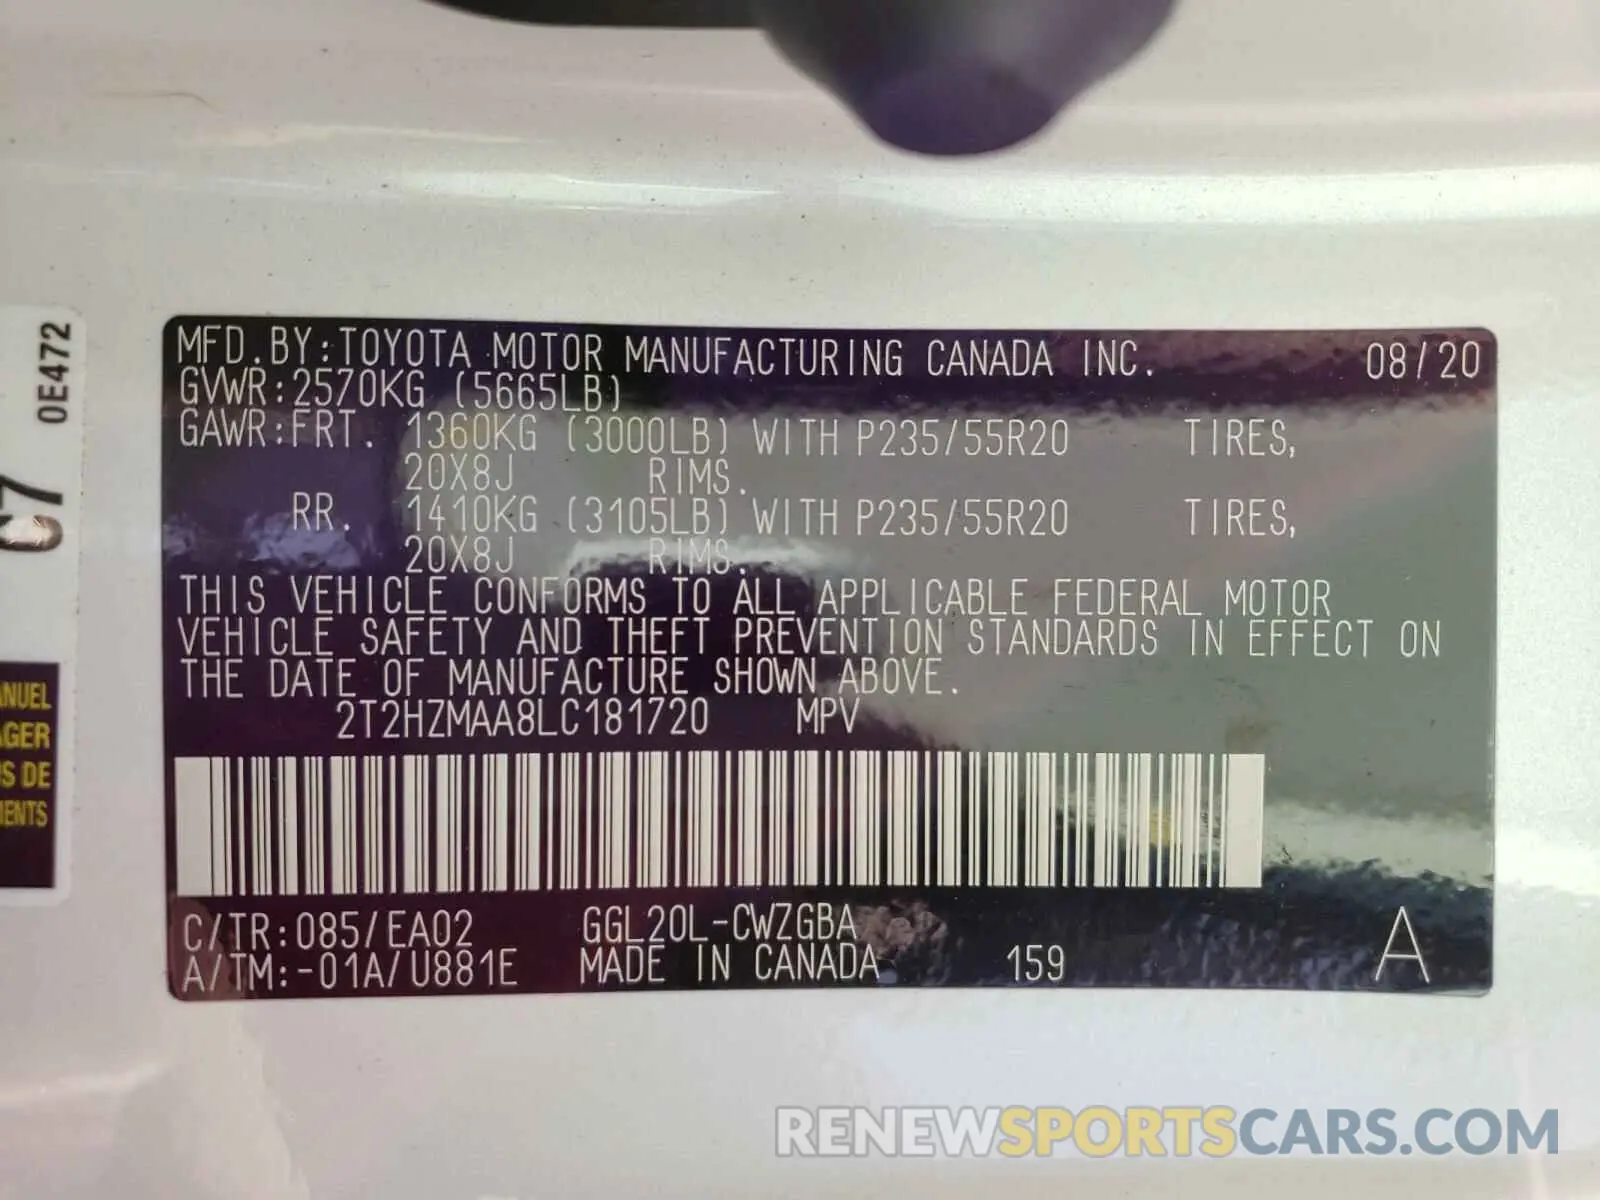 MFD.BY:TOYOTA MOTOR MANUFACTURING CANADA INC. 08/20
GVWR:2570KG (5665LB)
GAWR:FRT. 1360KG (3000LB) WITH P235/55R20 TIRES,
20X8J RIMS.
RR. 1410KG (3105LB) WITH P235/55R20 TIRES,
20X8J RIMS.
THIS VEHICLE CONFORMS TO ALL APPLICABLE FEDERAL MOTOR
VEHICLE SAFETY AND THEFT PREVENTION STANDARDS IN EFFECT ON
THE DATE OF MANUFACTURE SHOWN ABOVE.
2T2HZMAA8LC181720 MPV
C/TR:085/EA02 GGL20L-CWZGBA
A/TM:-01A/U881E MADE IN CANADA 159 A
0E472
ANUEL
AGER
S DE
MENTS
RENEWSPORTSCARS.COM